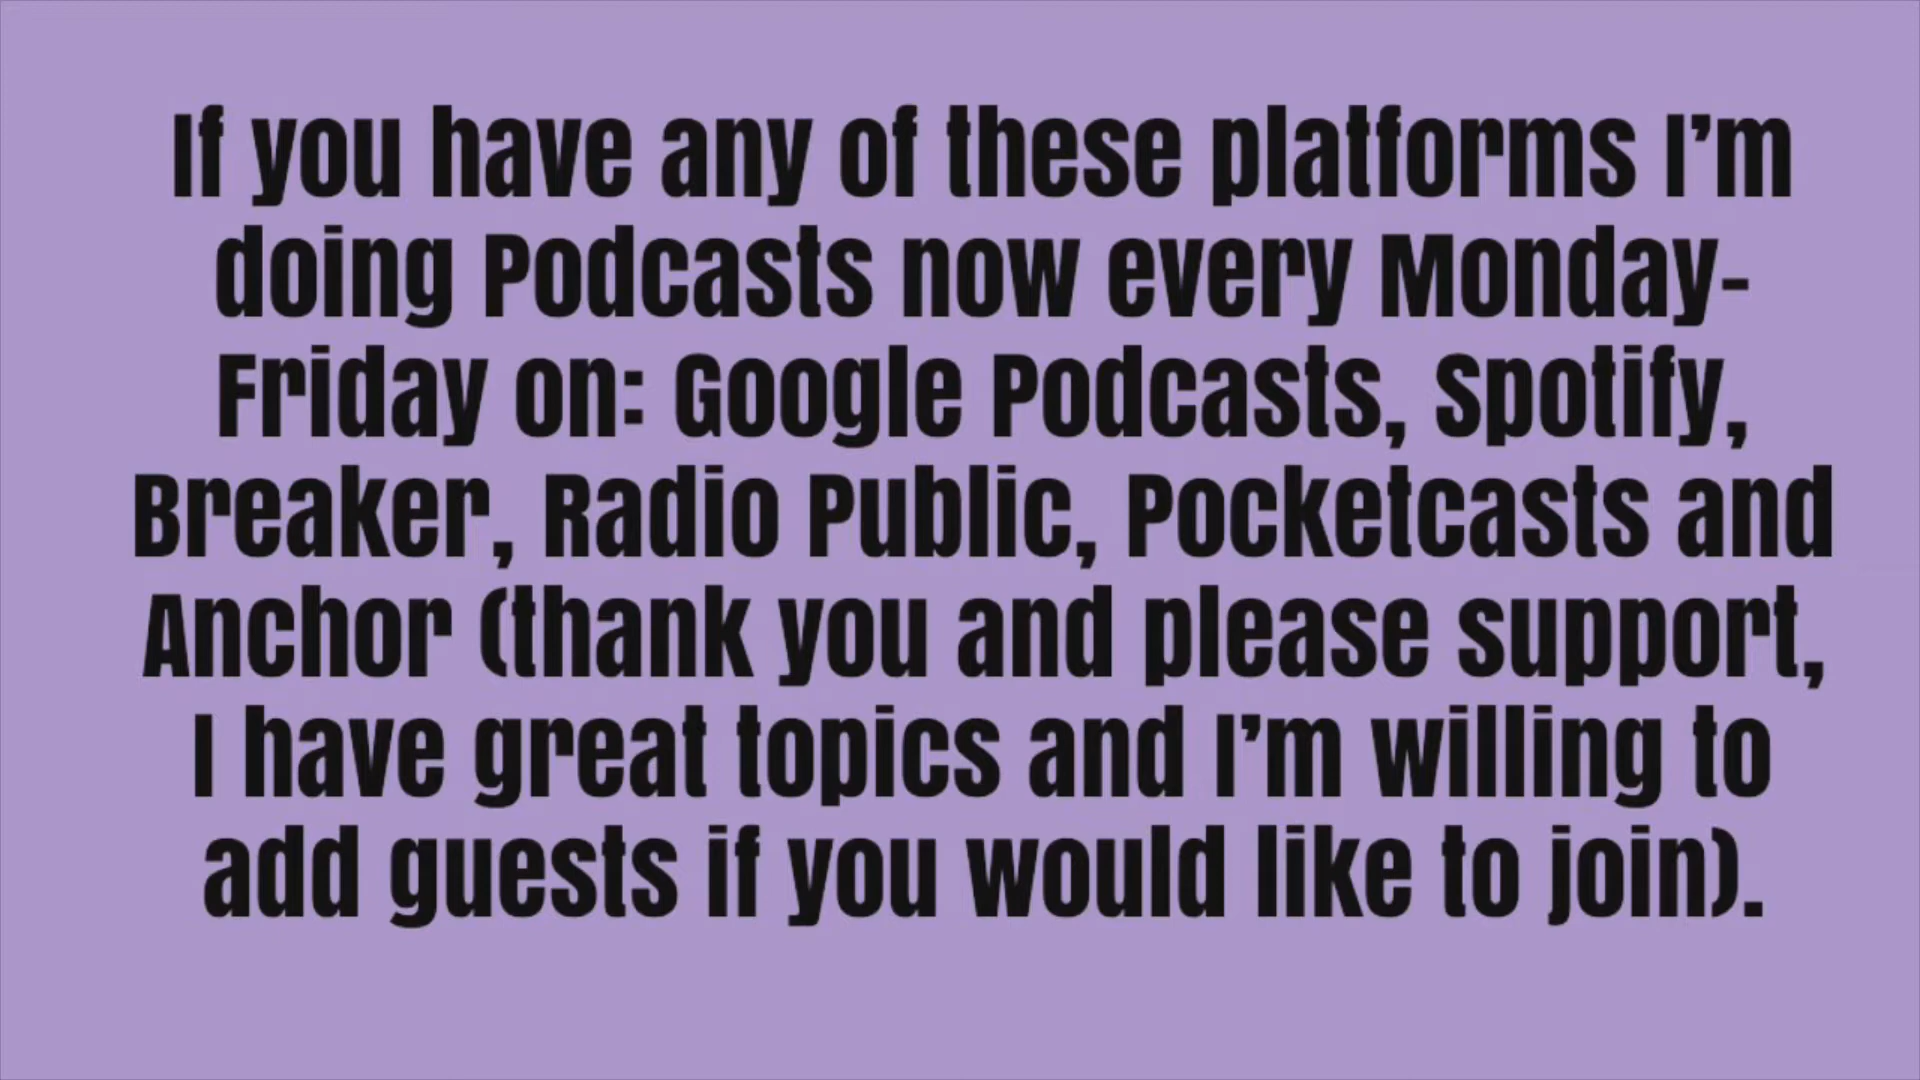 If you have any of these platforms I’m
doing Podcasts now every Monday-
Friday on: Google Podcasts, Spotify,
Breaker, Radio Public, Pocketcasts and
Anchor (thank you and please support,
I have great topics and I’m willing to
add guests if you would like to join).